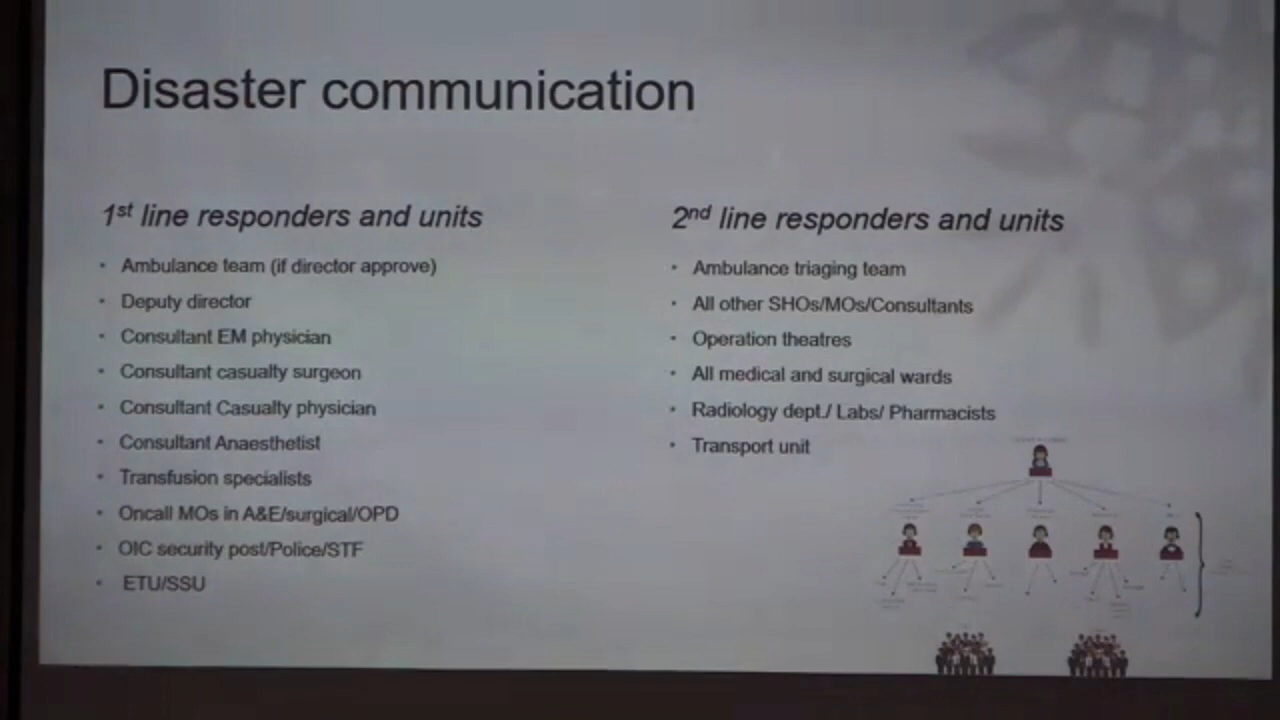 Disaster communication
1st line responders and units
• Ambulance team (if director approve)
• Deputy director
• Consultant EM physician
• Consultant casualty surgeon
• Consultant Casualty physician
• Consultant Anaesthetist
• Transfusion specialists
• Oncall MOs in A&E/surgical/OPD
• OIC security post/Police/STF
• ETU/SSU
2nd line responders and units
• Ambulance triaging team
• All other SHOs/MOs/Consultants
• Operation theatres
• All medical and surgical wards
• Radiology dept./ Labs/ Pharmacists
• Transport unit